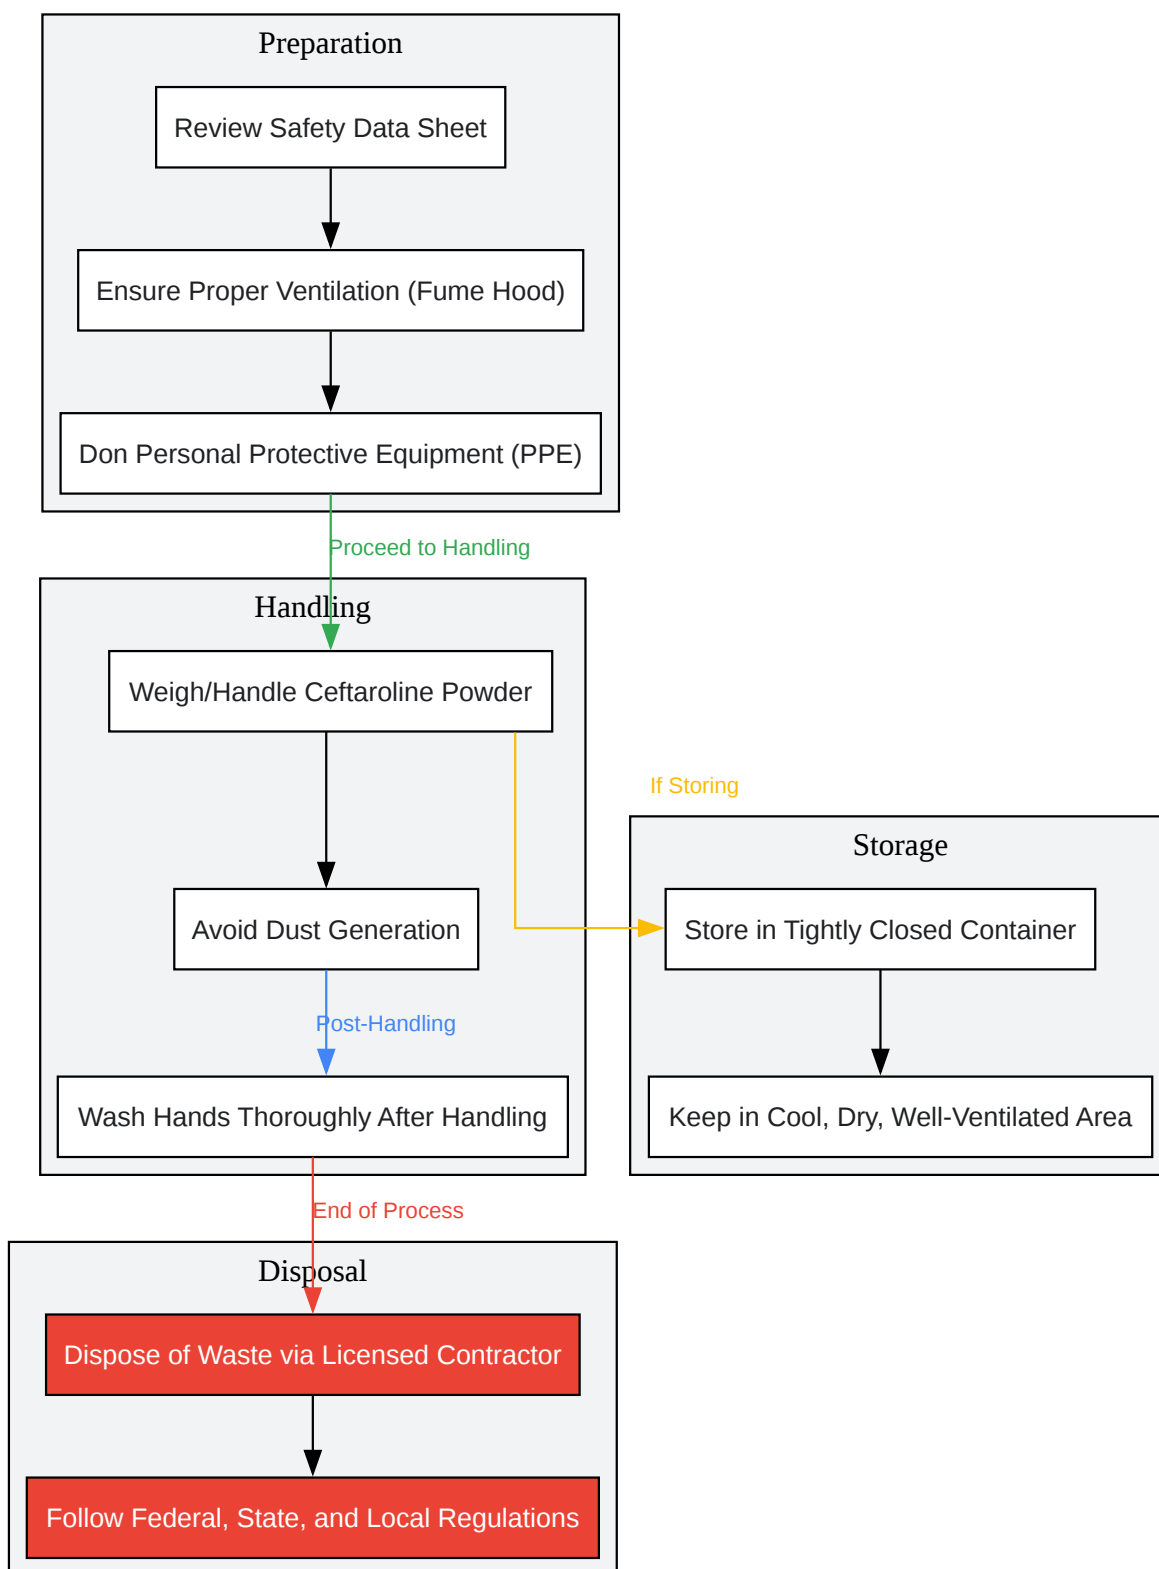 Preparation
Review Safety Data Sheet
Ensure Proper Ventilation (Fume Hood)
Don Personal Protective Equipment (PPE)
Proceed to Handling
Handling
Weigh/Handle Ceftaroline Powder
If Storing
Storage
Avoid Dust Generation
Store in Tightly Closed Container
Post-Handling
Wash Hands Thoroughly After Handling
Keep in Cool, Dry, Well-Ventilated Area
End of Process
Disposal
Dispose of Waste via Licensed Contractor
Follow Federal, State, and Local Regulations